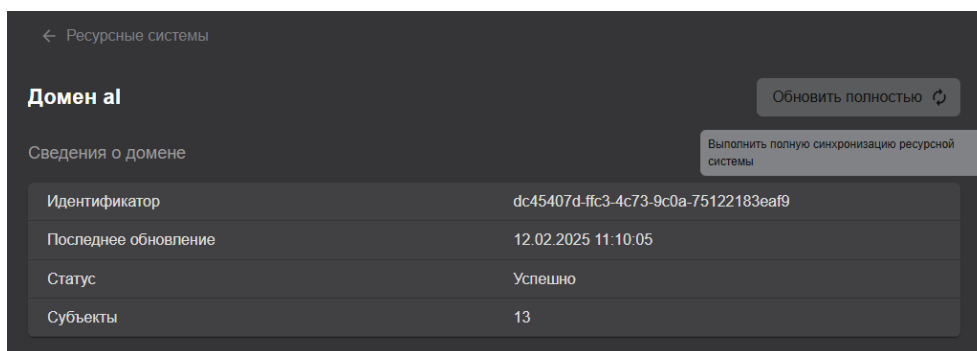 ← Ресурсные системы
Домен al
Обновить полностью
Сведения о домене
Выполнить полную синхронизацию ресурсной
системы
Идентификатор dc45407d-ffc3-4c73-9c0a-75122183eaf9
Последнее обновление 12.02.2025 11:10:05
Статус Успешно
Субъекты 13